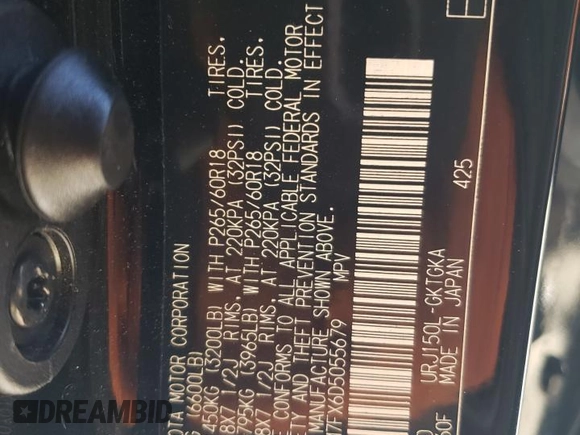 OTA MOTOR CORPORATION
G (6600LB)
450KG (3200LB) WITH P265/60R18 TIRES,
8X7 1/2J RIMS, AT 220KPA (32PSI) COLD.
795KG (3965LB) WITH P265/60R18 TIRES,
8X7 1/2J RIMS, AT 220KPA (32PSI) COLD.
E CONFORMS TO ALL APPLICABLE FEDERAL MOTOR
ETY AND THEFT PREVENTION STANDARDS IN EFFECT
MANUFACTURE SHOWN ABOVE.
7FX6D5055679 MPV
URJ150L-GKTGKA 425
50F MADE IN JAPAN
DREAMBID